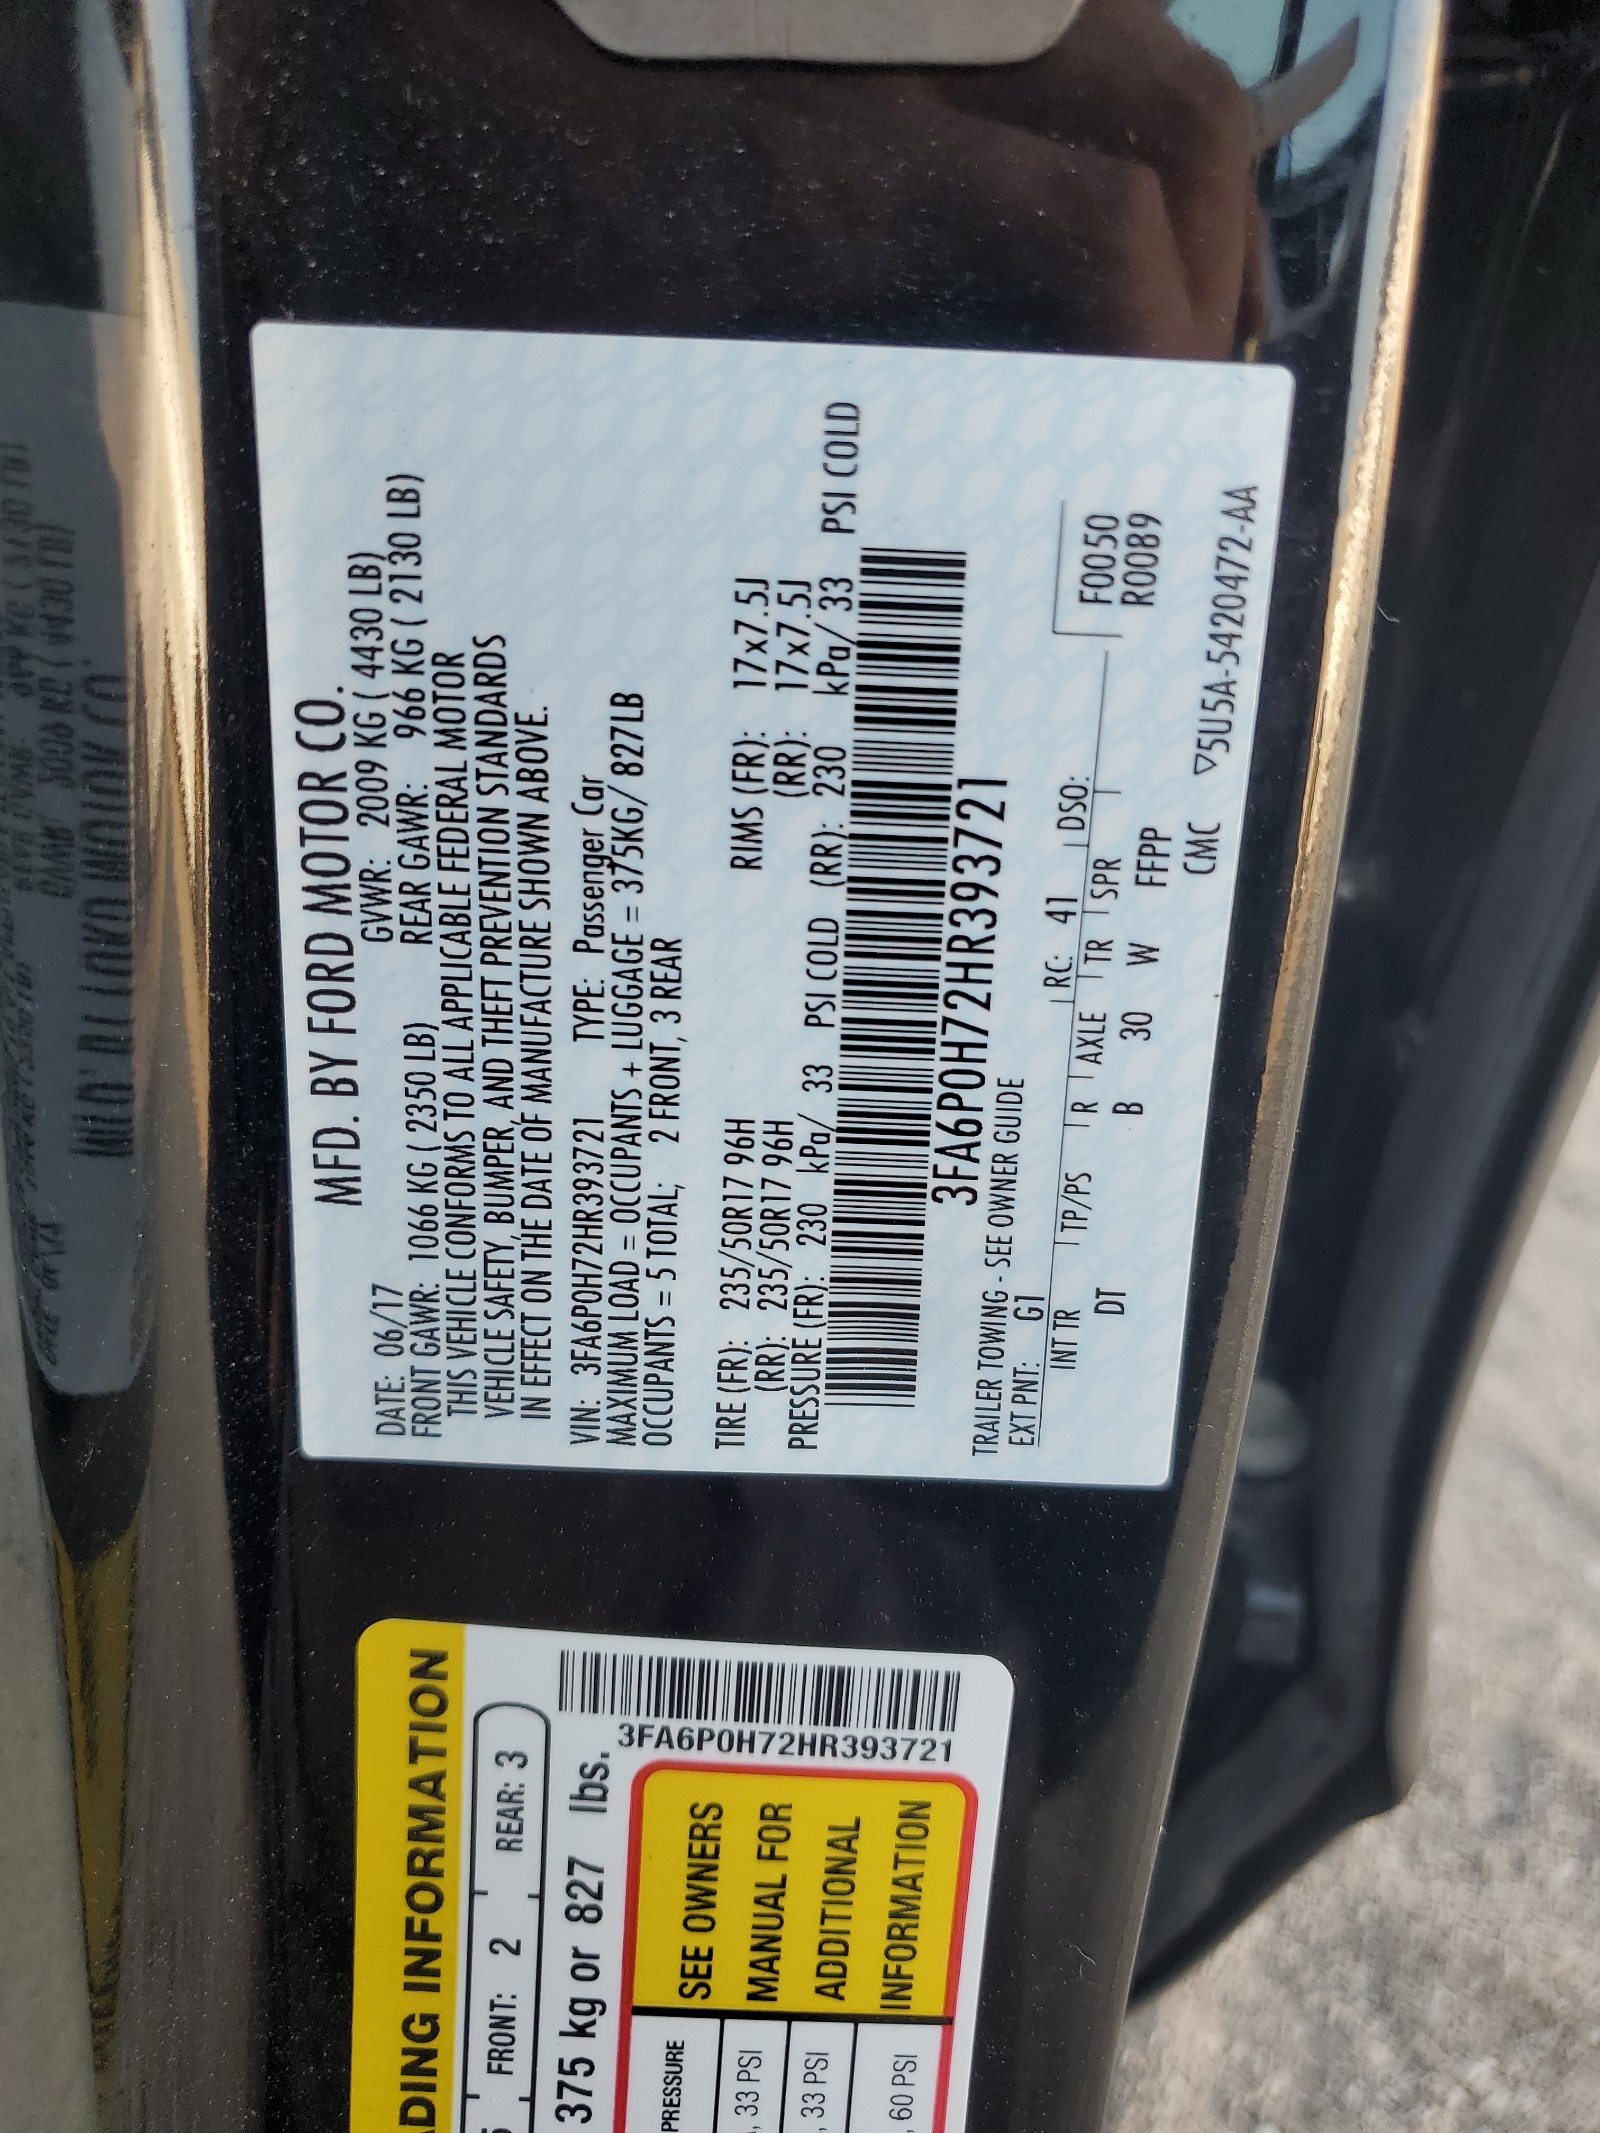 MFD. BY FORD MOTOR CO.
DATE: 06/17 GVWR: 2009 KG ( 4430 LB)
FRONT GAWR: 1066 KG ( 2350 LB) REAR GAWR: 966 KG ( 2130 LB)
THIS VEHICLE CONFORMS TO ALL APPLICABLE FEDERAL MOTOR
VEHICLE SAFETY, BUMPER, AND THEFT PREVENTION STANDARDS
IN EFFECT ON THE DATE OF MANUFACTURE SHOWN ABOVE.
VIN: 3FA6P0H72HR393721 TYPE: Passenger Car
MAXIMUM LOAD = OCCUPANTS + LUGGAGE = 375KG/ 827LB
OCCUPANTS = 5 TOTAL; 2 FRONT, 3 REAR
TIRE (FR): 235/50R17 96H RIMS (FR): 17x7.5J
(RR): 235/50R17 96H (RR): 17x7.5J
PRESSURE (FR): 230 kPa/ 33 PSI COLD (RR): 230 kPa/ 33 PSI COLD
3FA6P0H72HR393721
TRAILER TOWING - SEE OWNER GUIDE
EXT PNT: G1 RC: 41 DSO:
INT TR TP/PS R AXLE TR SPR
DT B 30 W FFPP
F0050
R00B9
CMC ▽5U5A-5420472-AA
ADING INFORMATION
FRONT: 2 REAR: 3
375 kg or 827 lbs.
3FA6P0H72HR393721
PRESSURE
, 33 PSI
, 33 PSI
, 60 PSI
SEE OWNERS
MANUAL FOR
ADDITIONAL
INFORMATION